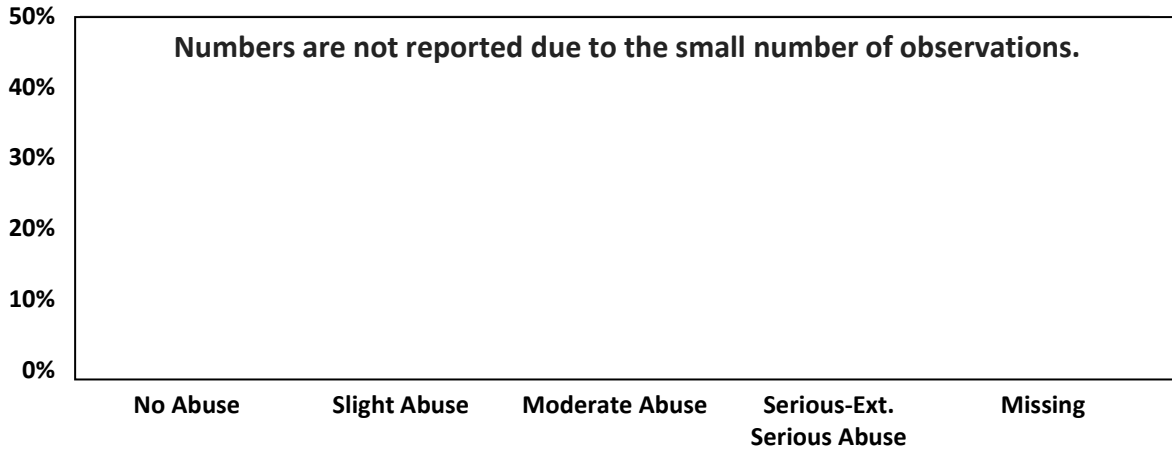 50%
Numbers are not reported due to the small number of observations.
40%
30%
20%
10%
0%
No Abuse Slight Abuse Moderate Abuse Serious-Ext. Missing
Serious Abuse